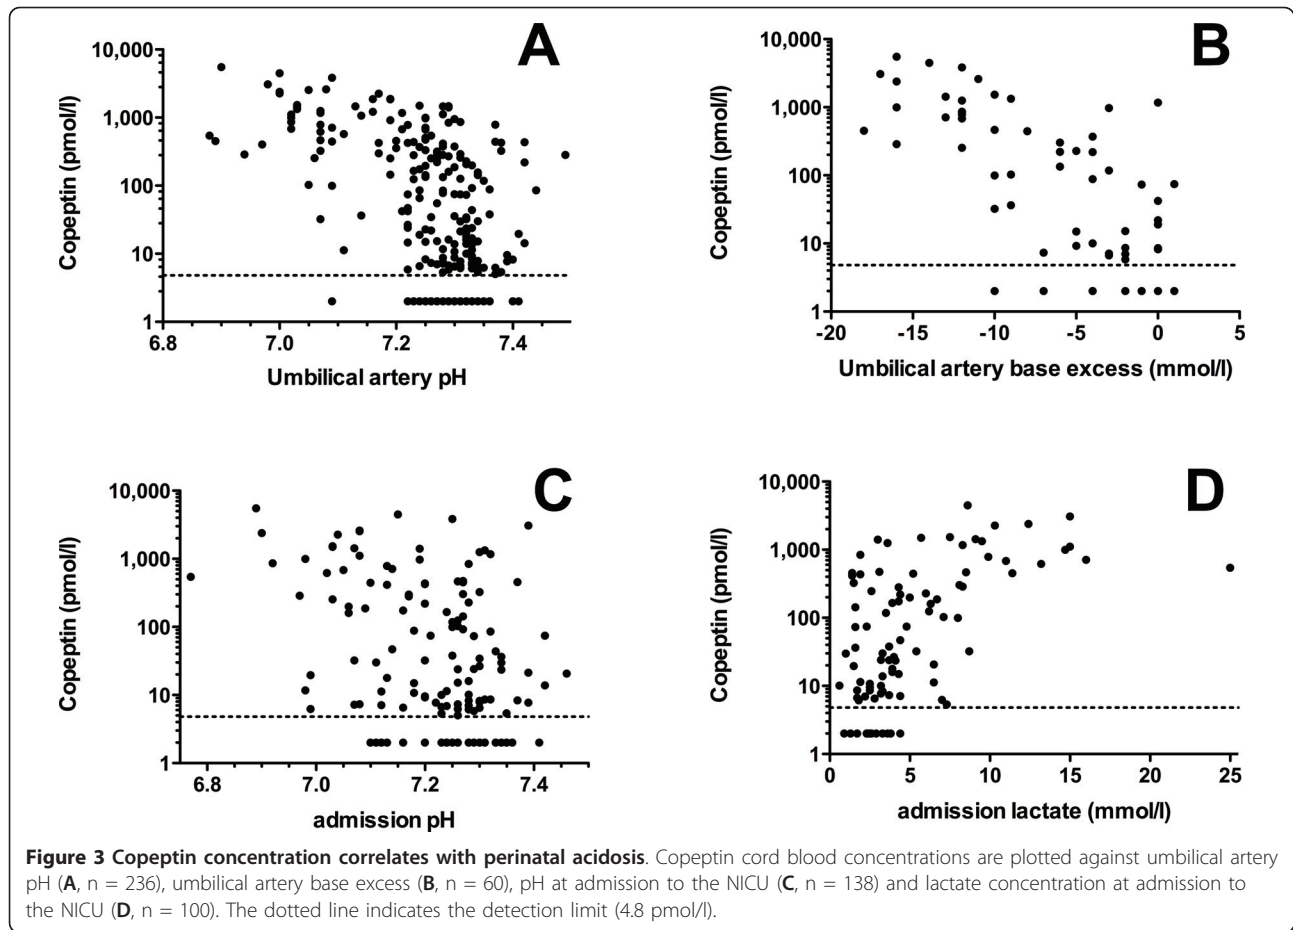 A
10,000
1,000
100
10
1
Copeptin (pmol/l)
6.8 7.0 7.2 7.4
Umbilical artery pH
B
10,000
1,000
100
10
1
Copeptin (pmol/l)
-20 -15 -10 -5 0 5
Umbilical artery base excess (mmol/l)
C
10,000
1,000
100
10
1
Copeptin (pmol/l)
6.8 7.0 7.2 7.4
admission pH
D
10,000
1,000
100
10
1
Copeptin (pmol/l)
0 5 10 15 20 25
admission lactate (mmol/l)
Figure 3 Copeptin concentration correlates with perinatal acidosis. Copeptin cord blood concentrations are plotted against umbilical artery
pH (A, n = 236), umbilical artery base excess (B, n = 60), pH at admission to the NICU (C, n = 138) and lactate concentration at admission to
the NICU (D, n = 100). The dotted line indicates the detection limit (4.8 pmol/l).